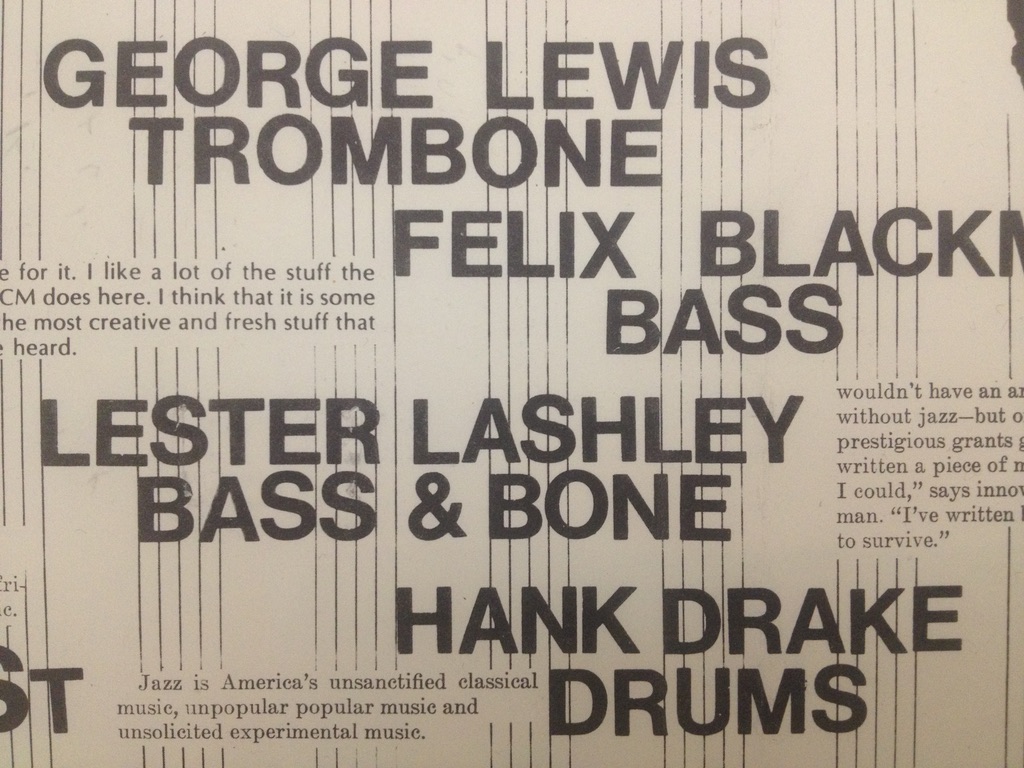 GEORGE LEWIS
TROMBONE
FELIX BLACKM
BASS
e for it. I like a lot of the stuff the
CM does here. I think that it is some
he most creative and fresh stuff that
e heard.
LESTER LASHLEY
BASS & BONE
wouldn't have an ar
without jazz—but o
prestigious grants g
written a piece of m
I could," says innov
man. "I've written b
to survive."
fri-
c.
HANK DRAKE
DRUMS
ST
Jazz is America's unsanctified classical
music, unpopular popular music and
unsolicited experimental music.